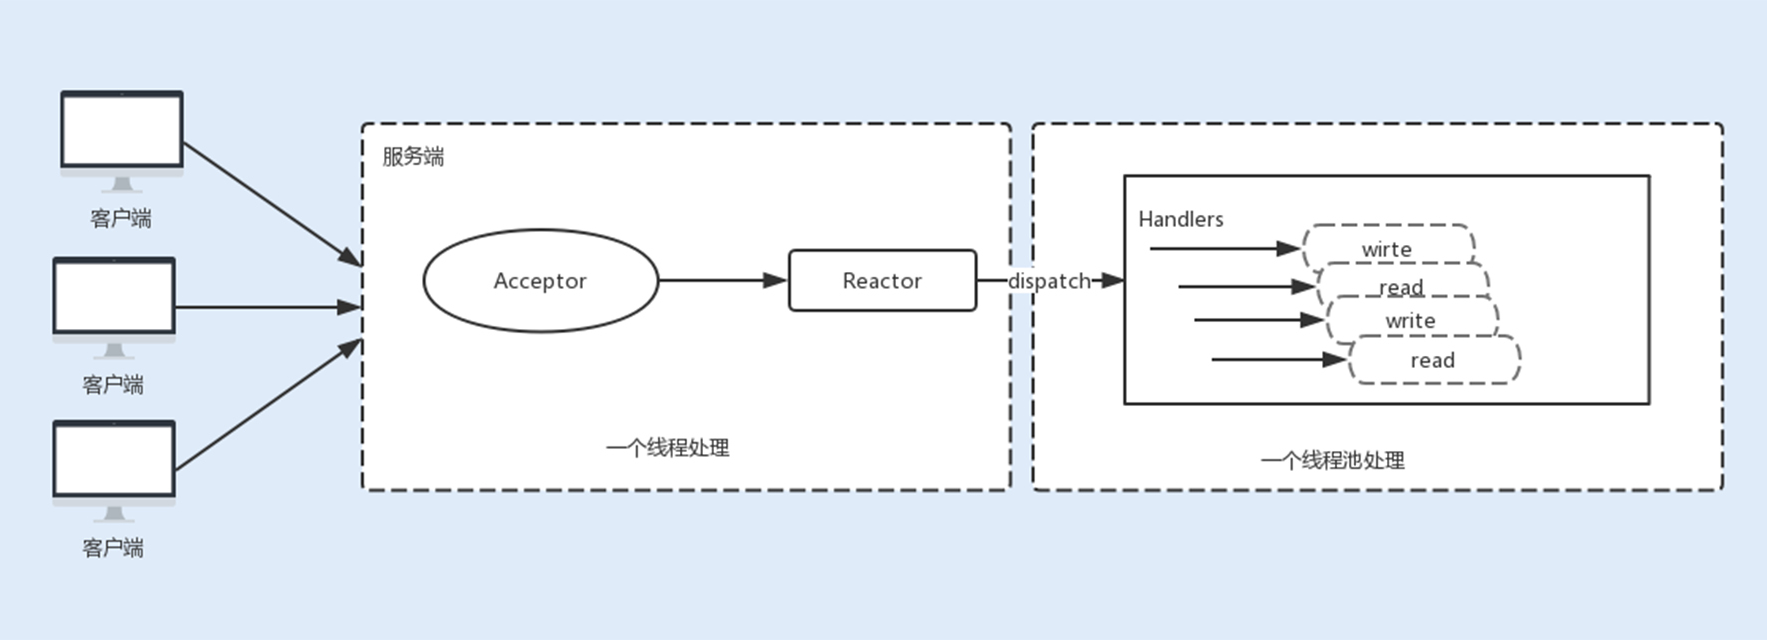 客户端
客户端
客户端
服务端
Acceptor
Reactor
一个线程处理
dispatch
Handlers
wirte
read
write
read
一个线程池处理